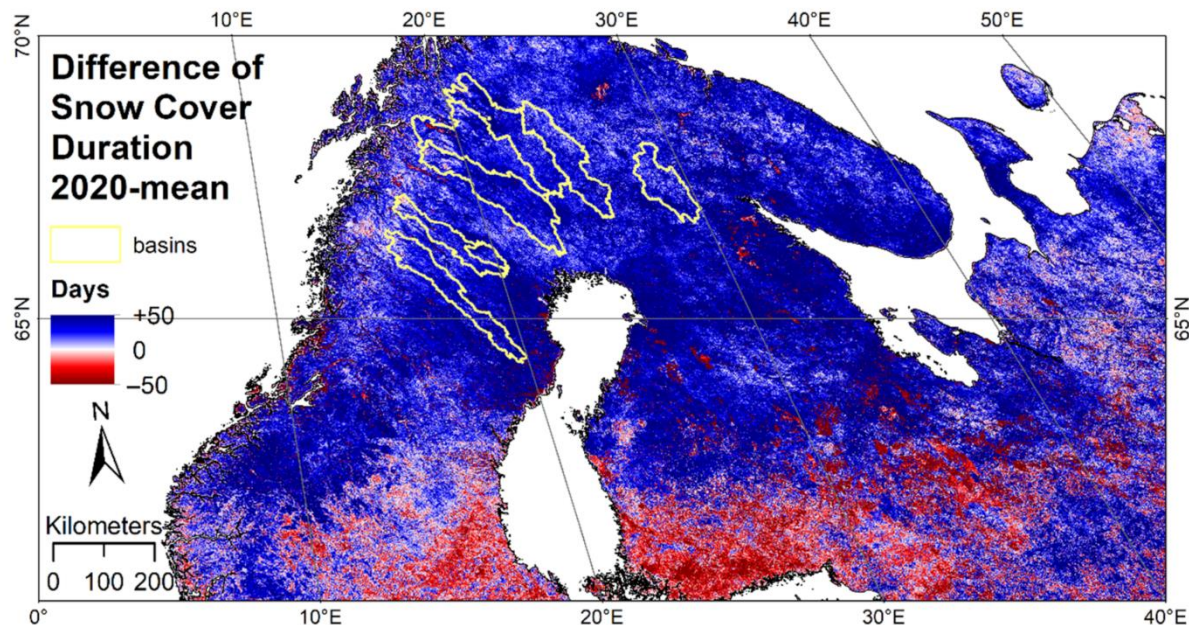 10°E 20°E 30°E 40°E 50°E
70°N
Difference of
Snow Cover
Duration
2020-mean
basins
Days
+50
0
−50
65°N
65°N
N
Kilometers
0 100 200
0° 10°E 20°E 30°E 40°E